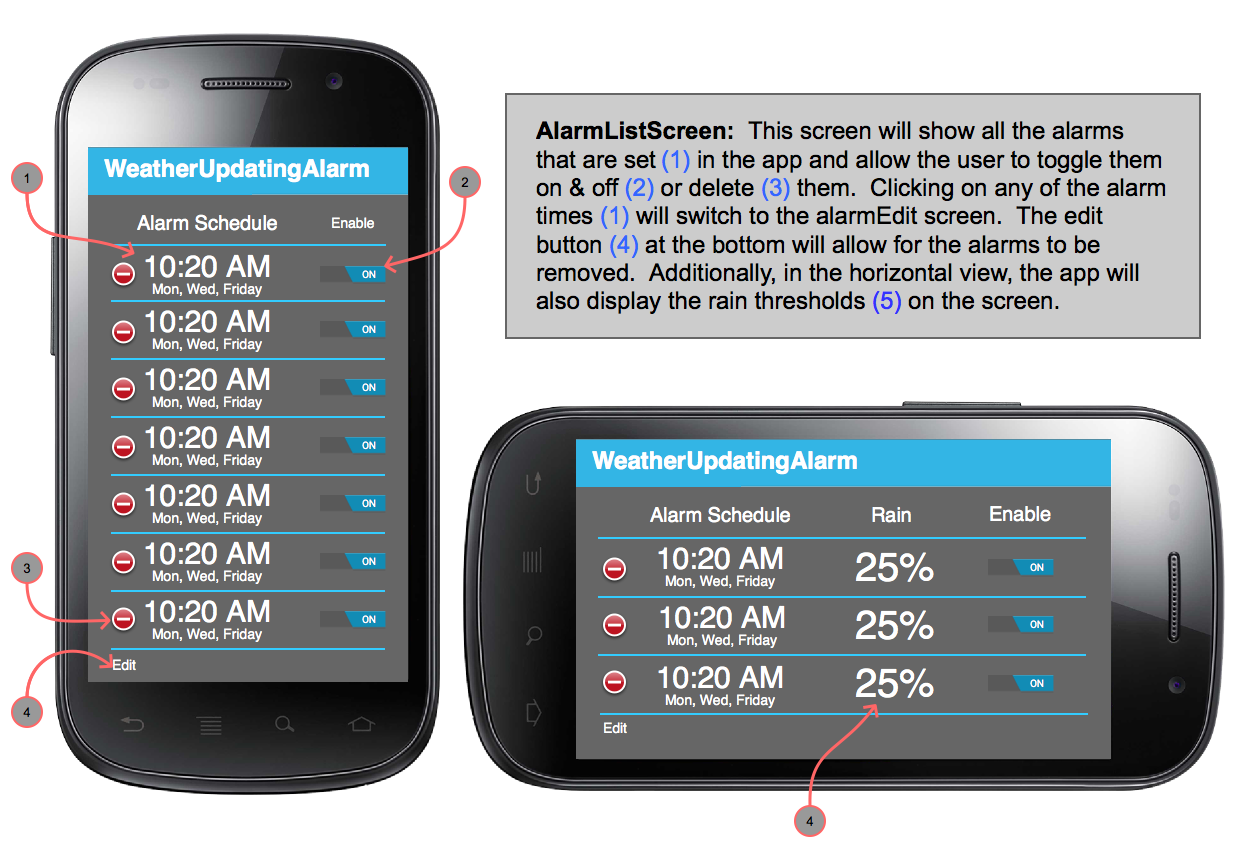 AlarmListScreen: This screen will show all the alarms
that are set (1) in the app and allow the user to toggle them
on & off (2) or delete (3) them. Clicking on any of the alarm
times (1) will switch to the alarmEdit screen. The edit
button (4) at the bottom will allow for the alarms to be
removed. Additionally, in the horizontal view, the app will
also display the rain thresholds (5) on the screen.
1
2
WeatherUpdatingAlarm
Alarm Schedule Enable
10:20 AM ON
Mon, Wed, Friday
10:20 AM ON
Mon, Wed, Friday
10:20 AM ON
Mon, Wed, Friday
10:20 AM ON
Mon, Wed, Friday
10:20 AM ON
Mon, Wed, Friday
10:20 AM ON
Mon, Wed, Friday
3
10:20 AM ON
Mon, Wed, Friday
Edit
4
WeatherUpdatingAlarm
Alarm Schedule Rain Enable
10:20 AM 25% ON
Mon, Wed, Friday
10:20 AM 25% ON
Mon, Wed, Friday
10:20 AM 25% ON
Mon, Wed, Friday
Edit
4